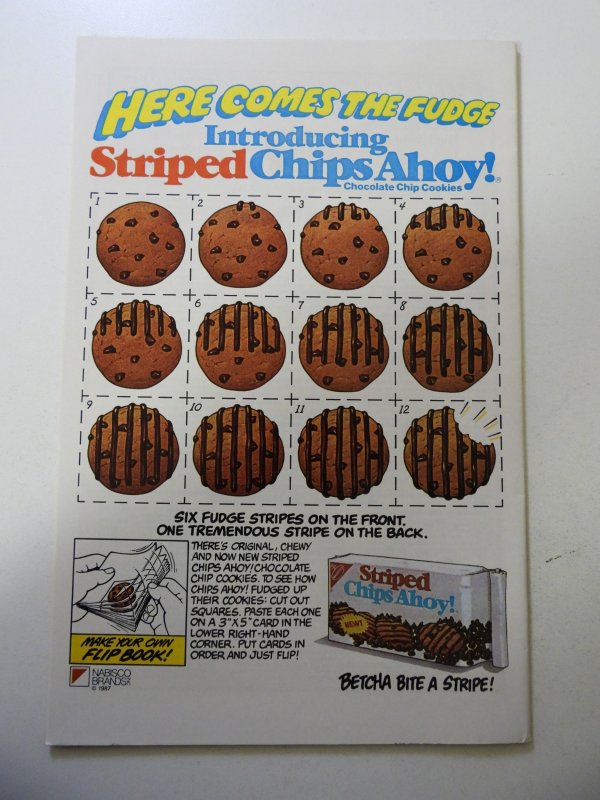 HERE COMES THE FUDGE
Introducing
Striped Chips Ahoy!®
Chocolate Chip Cookies
1
2
3
4
5
6
7
8
9
10
11
12
SIX FUDGE STRIPES ON THE FRONT.
ONE TREMENDOUS STRIPE ON THE BACK.
THERE'S ORIGINAL, CHEWY
AND NOW NEW STRIPED
CHIPS AHOY! CHOCOLATE
CHIP COOKIES. TO SEE HOW
CHIPS AHOY! FUDGED UP
THEIR COOKIES: CUT OUT
SQUARES. PASTE EACH ONE
ON A 3"X5" CARD IN THE
LOWER RIGHT-HAND
CORNER. PUT CARDS IN
ORDER AND JUST FLIP!
MAKE YOUR OWN
FLIP BOOK!
NABISCO
BRANDS
© 1987
Striped
Chips Ahoy!
NEW!
BETCHA BITE A STRIPE!